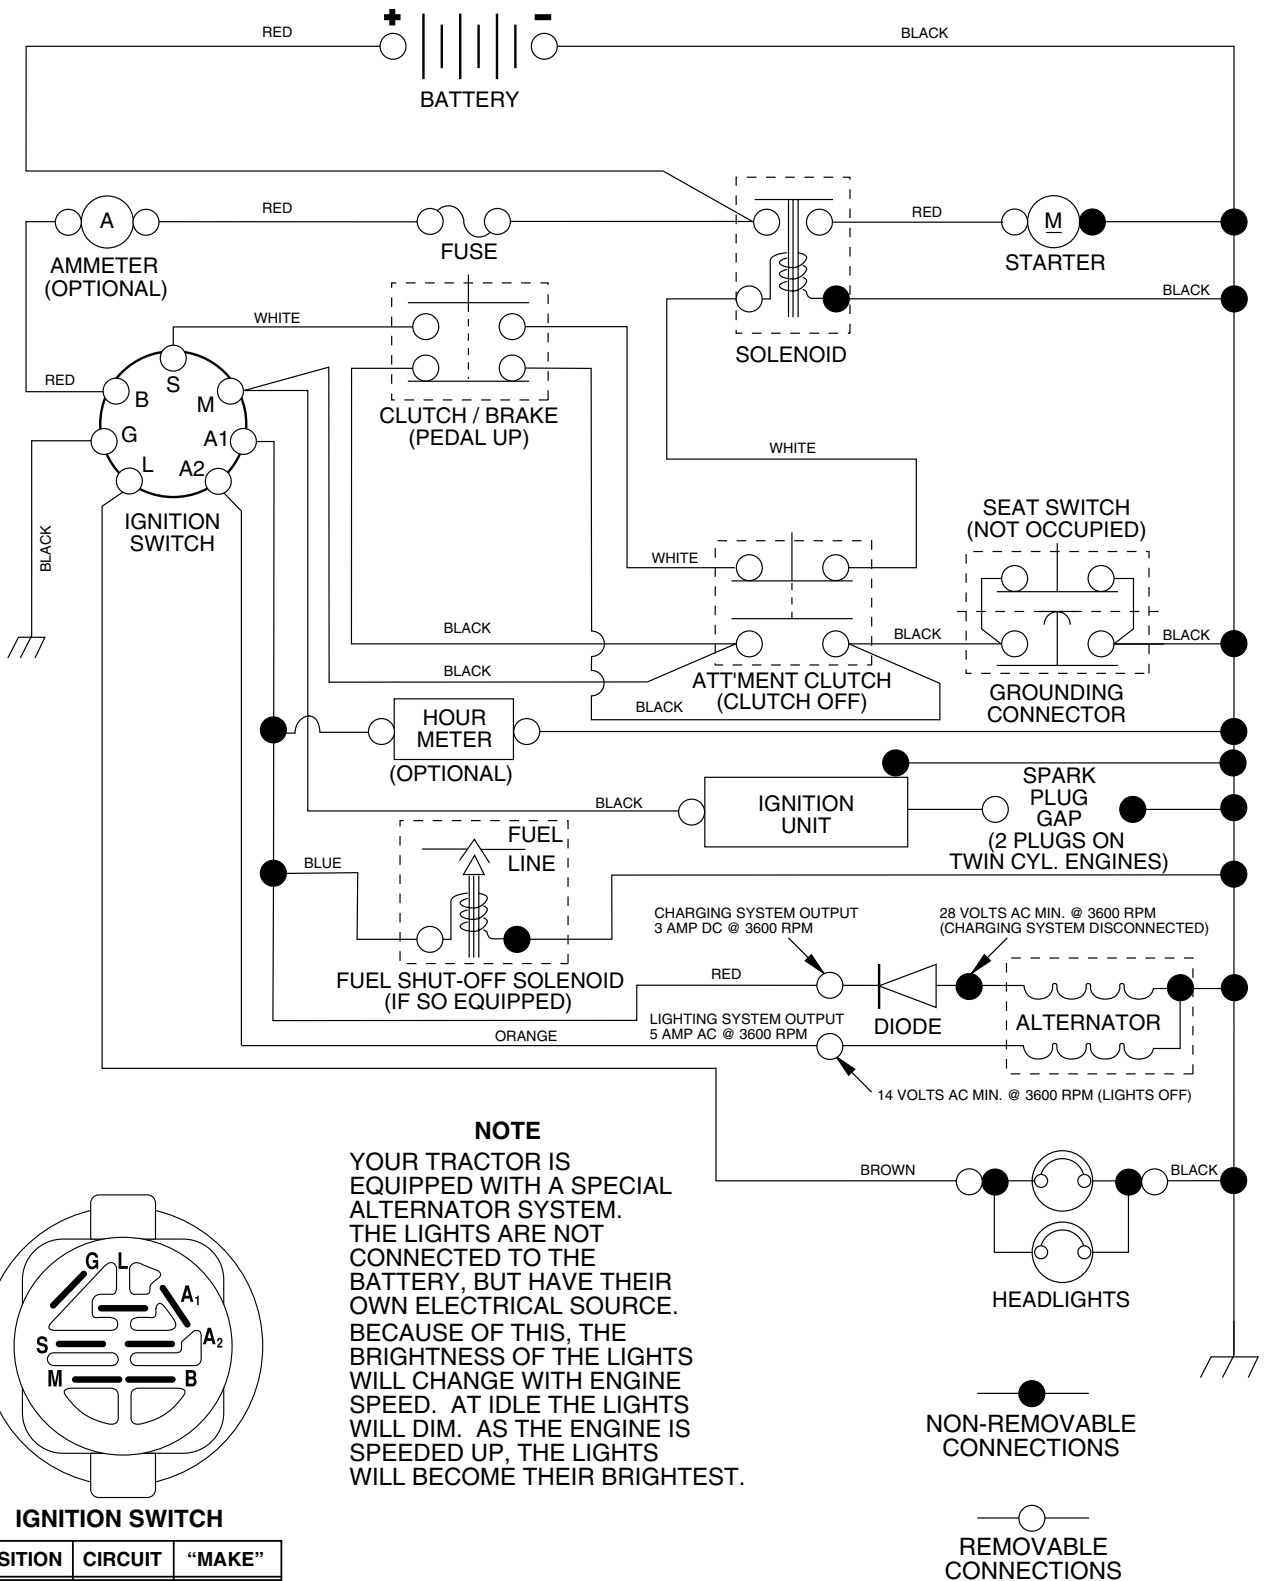 + −
RED
BLACK
BATTERY
A
RED
FUSE
RED
M
STARTER
AMMETER
(OPTIONAL)
BLACK
WHITE
SOLENOID
RED
S
B
M
G
A1
L
A2
CLUTCH / BRAKE
(PEDAL UP)
WHITE
IGNITION
SWITCH
BLACK
SEAT SWITCH
(NOT OCCUPIED)
WHITE
BLACK
BLACK
BLACK
BLACK
ATT'MENT CLUTCH
(CLUTCH OFF)
GROUNDING
CONNECTOR
BLACK
HOUR
METER
(OPTIONAL)
BLACK
IGNITION
UNIT
SPARK
PLUG
GAP
(2 PLUGS ON
TWIN CYL. ENGINES)
FUEL
LINE
BLUE
FUEL SHUT-OFF SOLENOID
(IF SO EQUIPPED)
CHARGING SYSTEM OUTPUT
3 AMP DC @ 3600 RPM
28 VOLTS AC MIN. @ 3600 RPM
(CHARGING SYSTEM DISCONNECTED)
RED
DIODE
ALTERNATOR
LIGHTING SYSTEM OUTPUT
5 AMP AC @ 3600 RPM
ORANGE
14 VOLTS AC MIN. @ 3600 RPM (LIGHTS OFF)
NOTE
YOUR TRACTOR IS
EQUIPPED WITH A SPECIAL
ALTERNATOR SYSTEM.
THE LIGHTS ARE NOT
CONNECTED TO THE
BATTERY, BUT HAVE THEIR
OWN ELECTRICAL SOURCE.
BECAUSE OF THIS, THE
BRIGHTNESS OF THE LIGHTS
WILL CHANGE WITH ENGINE
SPEED. AT IDLE THE LIGHTS
WILL DIM. AS THE ENGINE IS
SPEEDED UP, THE LIGHTS
WILL BECOME THEIR BRIGHTEST.
BROWN
BLACK
HEADLIGHTS
G L
A1
S
A2
M
B
IGNITION SWITCH
SITION CIRCUIT “MAKE”
NON-REMOVABLE
CONNECTIONS
REMOVABLE
CONNECTIONS